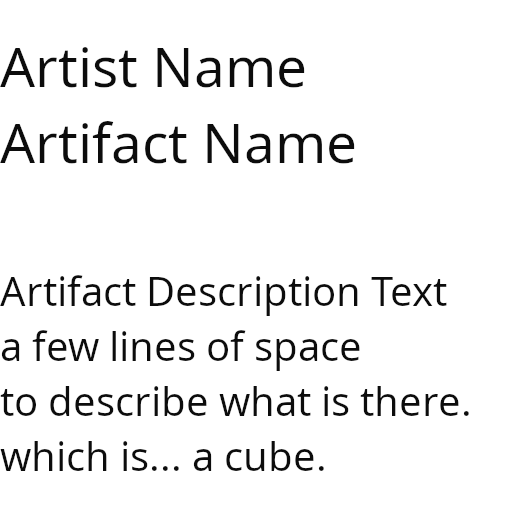 Artist Name
Artifact Name
Artifact Description Text
a few lines of space
to describe what is there.
which is... a cube.